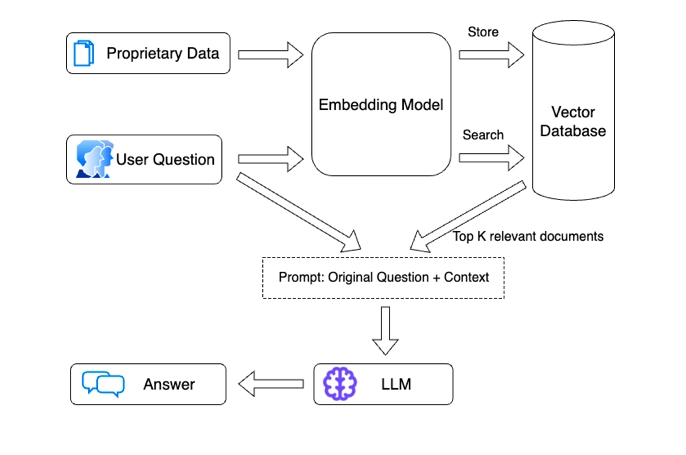 Proprietary Data
Store
Embedding Model
Vector
Database
User Question
Search
Top K relevant documents
Prompt: Original Question + Context
Answer
LLM